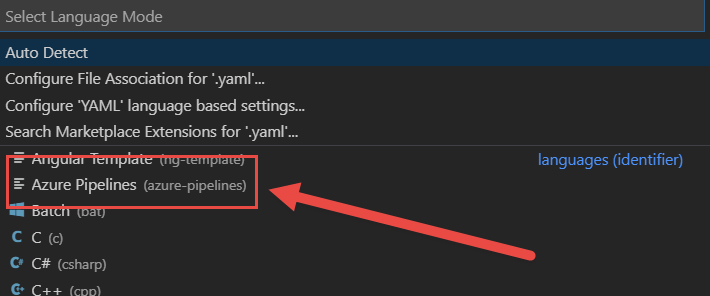 Select Language Mode
Auto Detect
Configure File Association for '.yaml'...
Configure 'YAML' language based settings...
Search Marketplace Extensions for '.yaml'...
Angular Template (ng-template) languages (identifier)
Azure Pipelines (azure-pipelines)
Batch (bat)
C (c)
C# (csharp)
C++ (cpp)